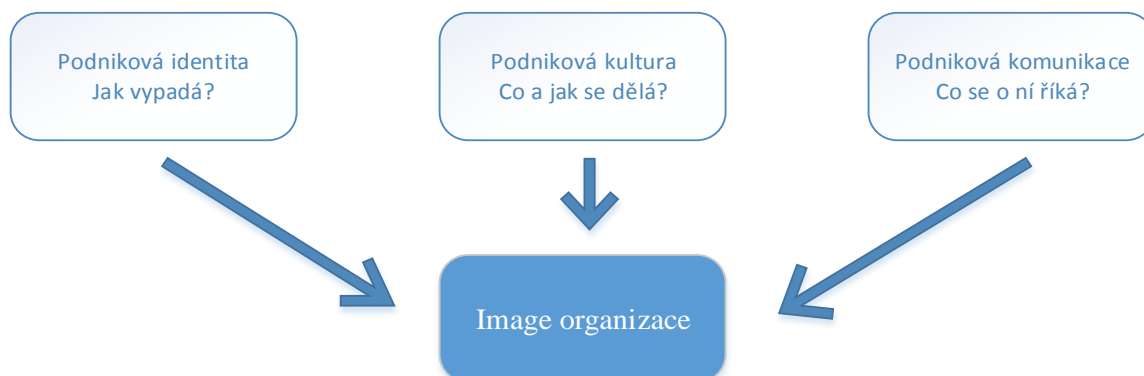 Podniková identita
Jak vypadá?
Podniková kultura
Co a jak se dělá?
Podniková komunikace
Co se o ní říká?
Image organizace